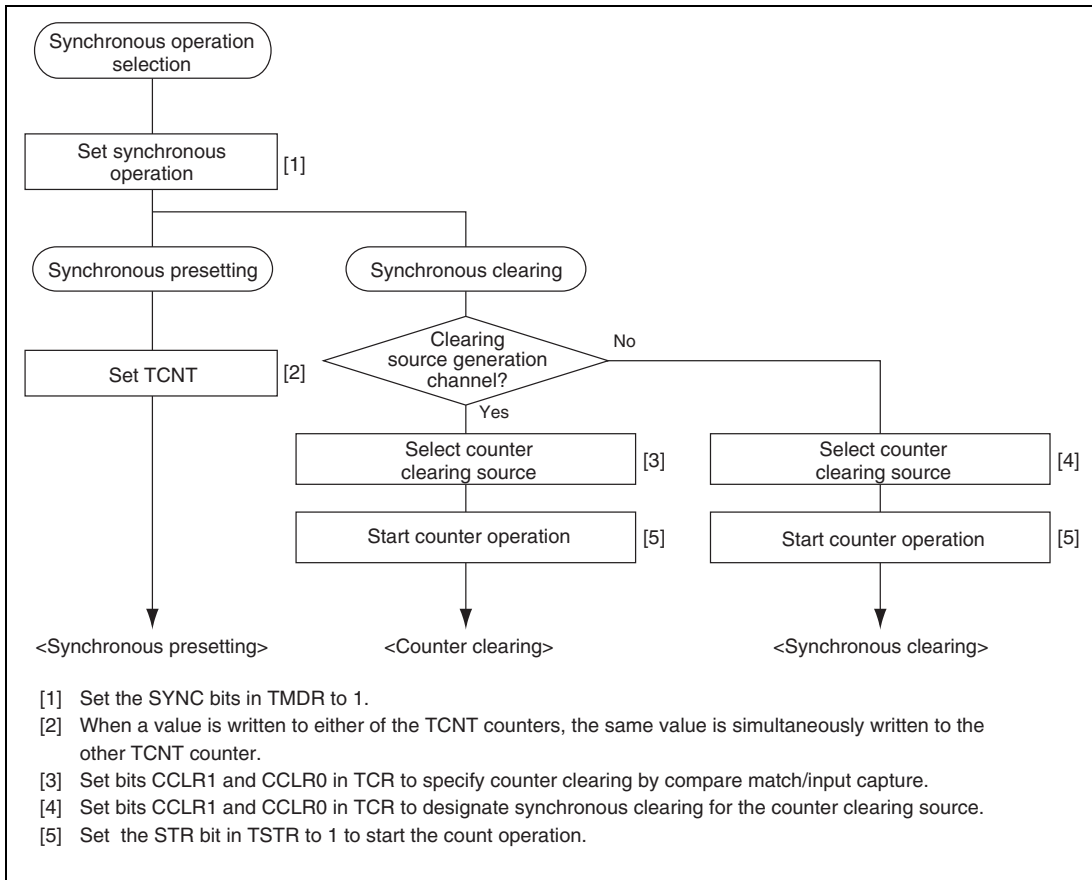 Synchronous operation
selection
Set synchronous
operation
[1]
Synchronous presetting
Synchronous clearing
Clearing
source generation
channel?
No
Set TCNT
[2]
Yes
Select counter
clearing source
[3]
Select counter
clearing source
[4]
Start counter operation
[5]
Start counter operation
[5]
<Synchronous presetting>
<Counter clearing>
<Synchronous clearing>
[1] Set the SYNC bits in TMDR to 1.
[2] When a value is written to either of the TCNT counters, the same value is simultaneously written to the
other TCNT counter.
[3] Set bits CCLR1 and CCLR0 in TCR to specify counter clearing by compare match/input capture.
[4] Set bits CCLR1 and CCLR0 in TCR to designate synchronous clearing for the counter clearing source.
[5] Set the STR bit in TSTR to 1 to start the count operation.